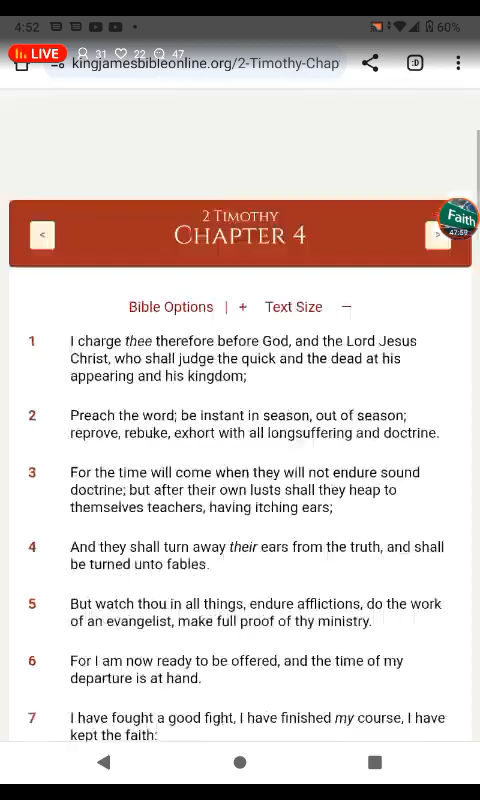 4:52
60%
LIVE 31 22 47
kingjamesbibleonline.org/2-Timothy-Chap
:D
2 TIMOTHY
CHAPTER 4
<
>
Faith
47:59
Bible Options | + Text Size —
1 I charge thee therefore before God, and the Lord Jesus
Christ, who shall judge the quick and the dead at his
appearing and his kingdom;
2 Preach the word; be instant in season, out of season;
reprove, rebuke, exhort with all longsuffering and doctrine.
3 For the time will come when they will not endure sound
doctrine; but after their own lusts shall they heap to
themselves teachers, having itching ears;
4 And they shall turn away their ears from the truth, and shall
be turned unto fables.
5 But watch thou in all things, endure afflictions, do the work
of an evangelist, make full proof of thy ministry.
6 For I am now ready to be offered, and the time of my
departure is at hand.
7 I have fought a good fight, I have finished my course, I have
kept the faith: